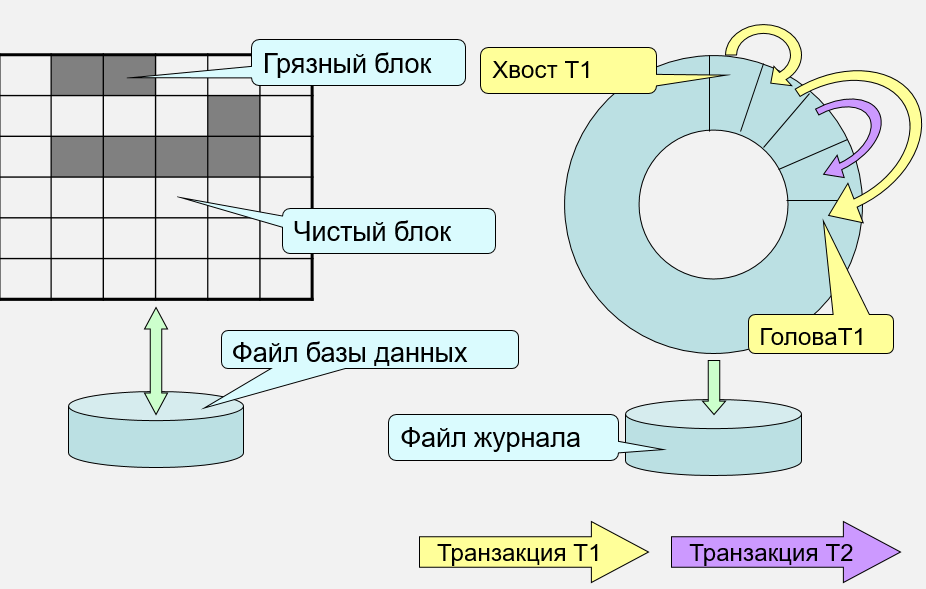 Грязный блок
Хвост Т1
Чистый блок
ГоловаТ1
Файл базы данных
Файл журнала
Транзакция Т1
Транзакция Т2